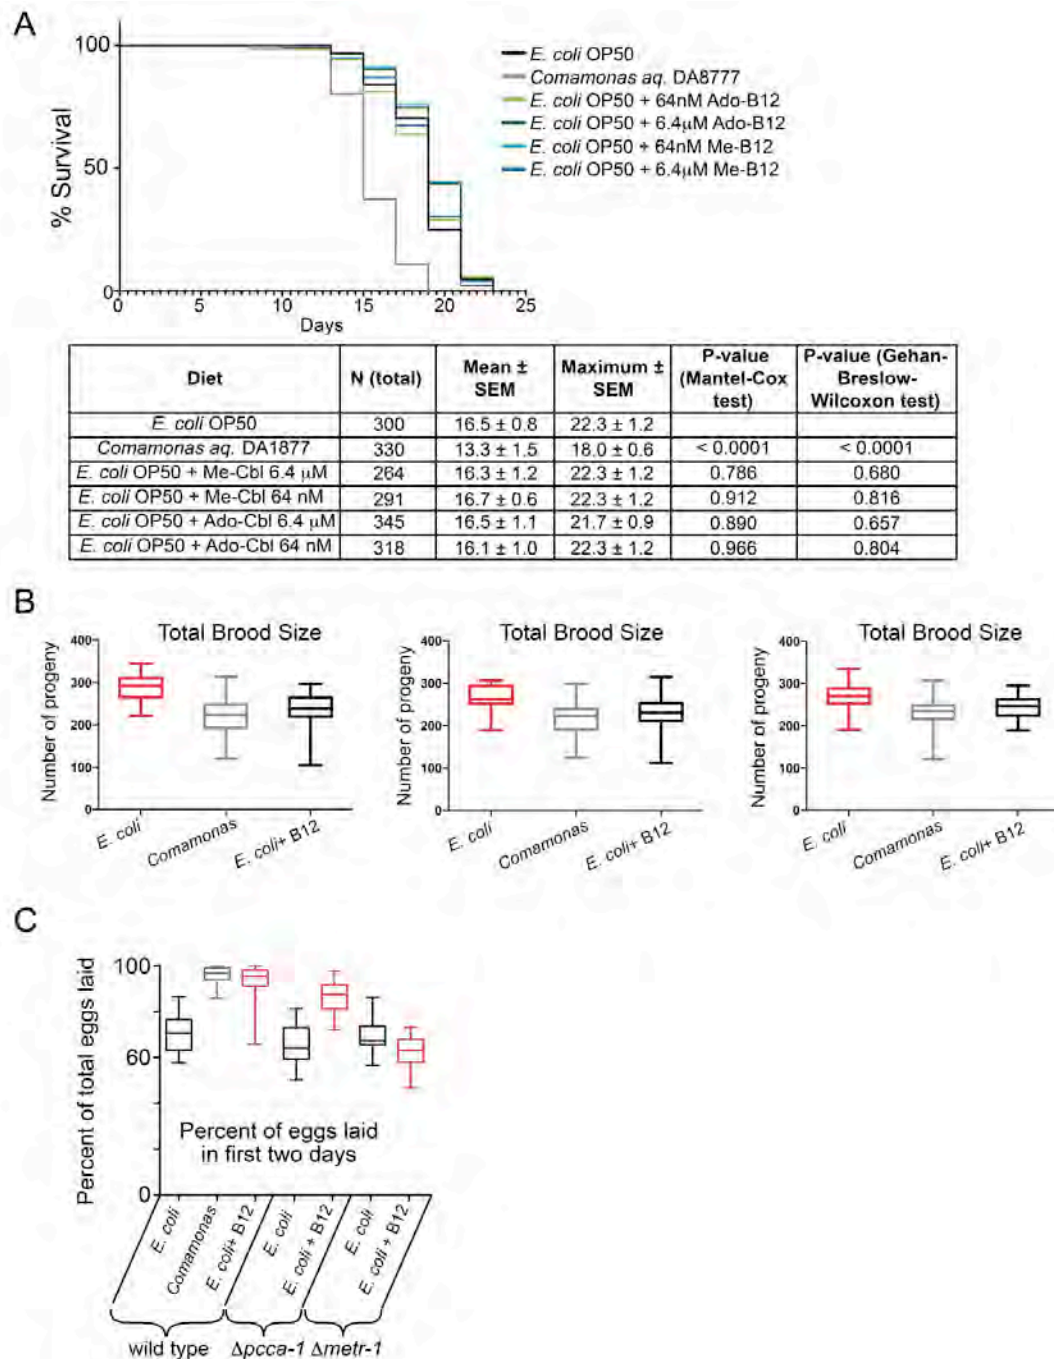 A
100
50
0
% Survival
0 5 10 15 20 25
Days
E. coli OP50
Comamonas aq. DA8777
E. coli OP50 + 64nM Ado-B12
E. coli OP50 + 6.4µM Ado-B12
E. coli OP50 + 64nM Me-B12
E. coli OP50 + 6.4µM Me-B12
Diet N (total) Mean ± SEM Maximum ± SEM P-value (Mantel-Cox test) P-value (Gehan-Breslow-Wilcoxon test)
E. coli OP50 300 16.5 ± 0.8 22.3 ± 1.2
Comamonas aq. DA1877 330 13.3 ± 1.5 18.0 ± 0.6 < 0.0001 < 0.0001
E. coli OP50 + Me-Cbl 6.4 µM 264 16.3 ± 1.2 22.3 ± 1.2 0.786 0.680
E. coli OP50 + Me-Cbl 64 nM 291 16.7 ± 0.6 22.3 ± 1.2 0.912 0.816
E. coli OP50 + Ado-Cbl 6.4 µM 345 16.5 ± 1.1 21.7 ± 0.9 0.890 0.657
E. coli OP50 + Ado-Cbl 64 nM 318 16.1 ± 1.0 22.3 ± 1.2 0.966 0.804
B
Total Brood Size
Number of progeny
400
300
200
100
0
E. coli
Comamonas
E. coli+ B12
Total Brood Size
Number of progeny
400
300
200
100
0
E. coli
Comamonas
E. coli+ B12
Total Brood Size
Number of progeny
400
300
200
100
0
E. coli
Comamonas
E. coli+ B12
C
Percent of total eggs laid
100
60
0
Percent of eggs laid
in first two days
E. coli
Comamonas
E. coli+ B12
E. coli
E. coli + B12
E. coli
E. coli + B12
wild type Δpcca-1 Δmetr-1